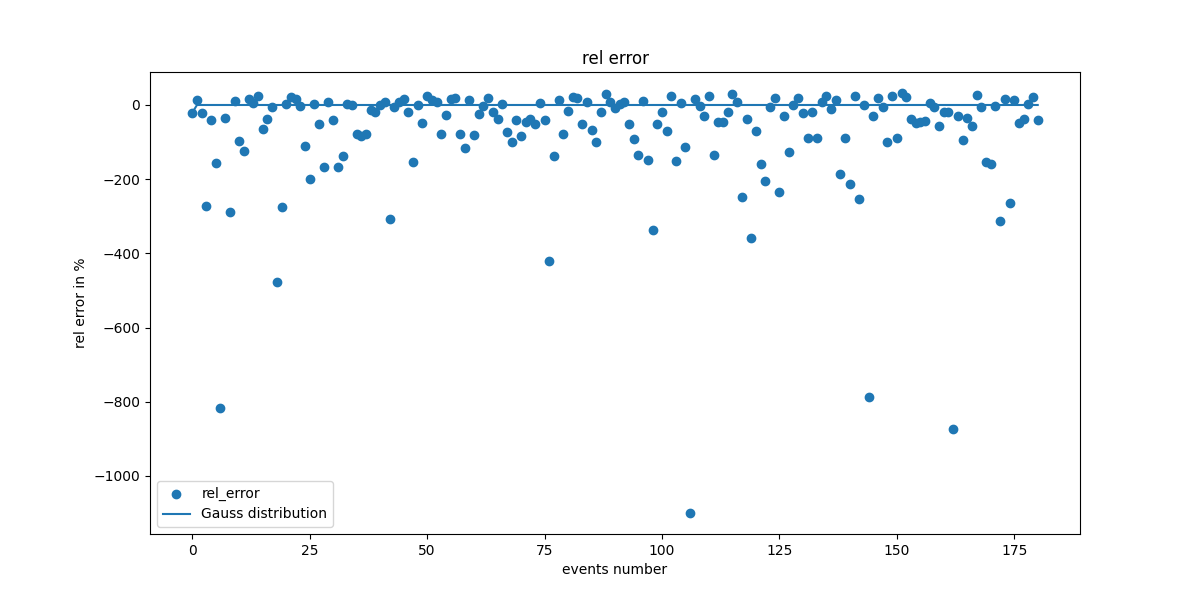 rel error
0
−200
−400
−600
−800
−1000
rel error in %
rel_error
Gauss distribution
0
25
50
75
100
125
150
175
events number